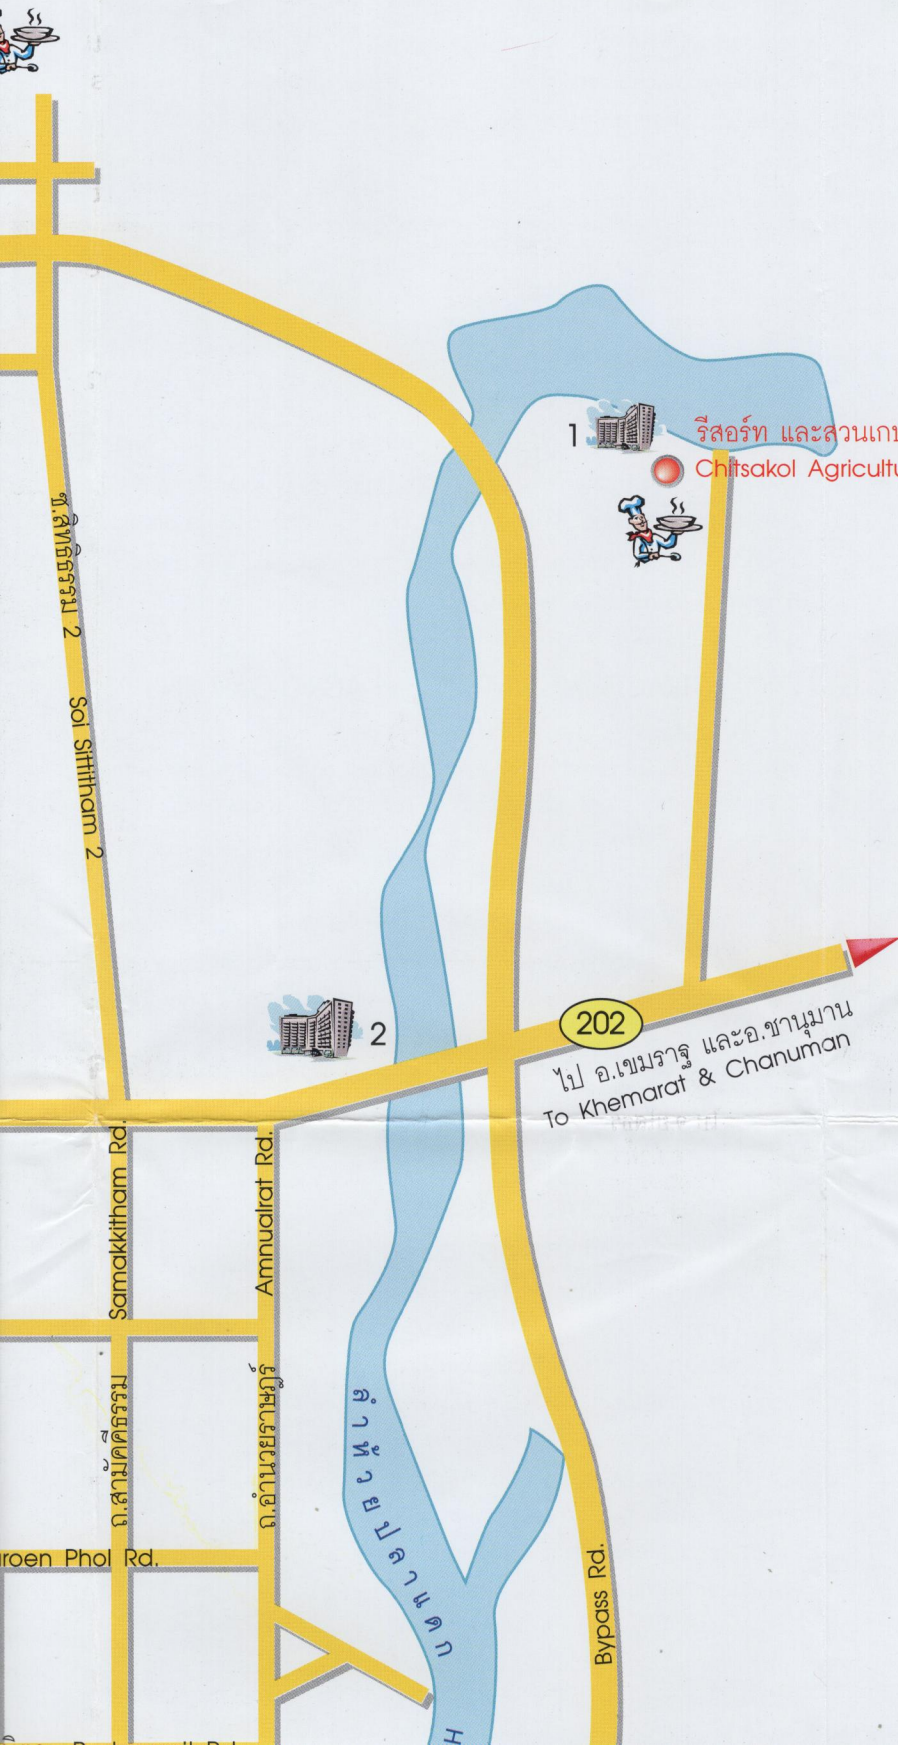 1
รีสอร์ท และสวนเกษ
Chitsakol Agricultu
ซ.สิทธิธรรม 2
Soi Sittitham 2
2
202
ไป อ.เขมราฐ และอ.ชานุมาน
To Khemarat & Chanuman
Samakkitham Rd.
Amnualrat Rd.
ถ.สามัคคีธรรม
ถ.อำนวยราษฎร์
ลำห้วยปลาแดก
roen Phol Rd.
Bypass Rd.
H